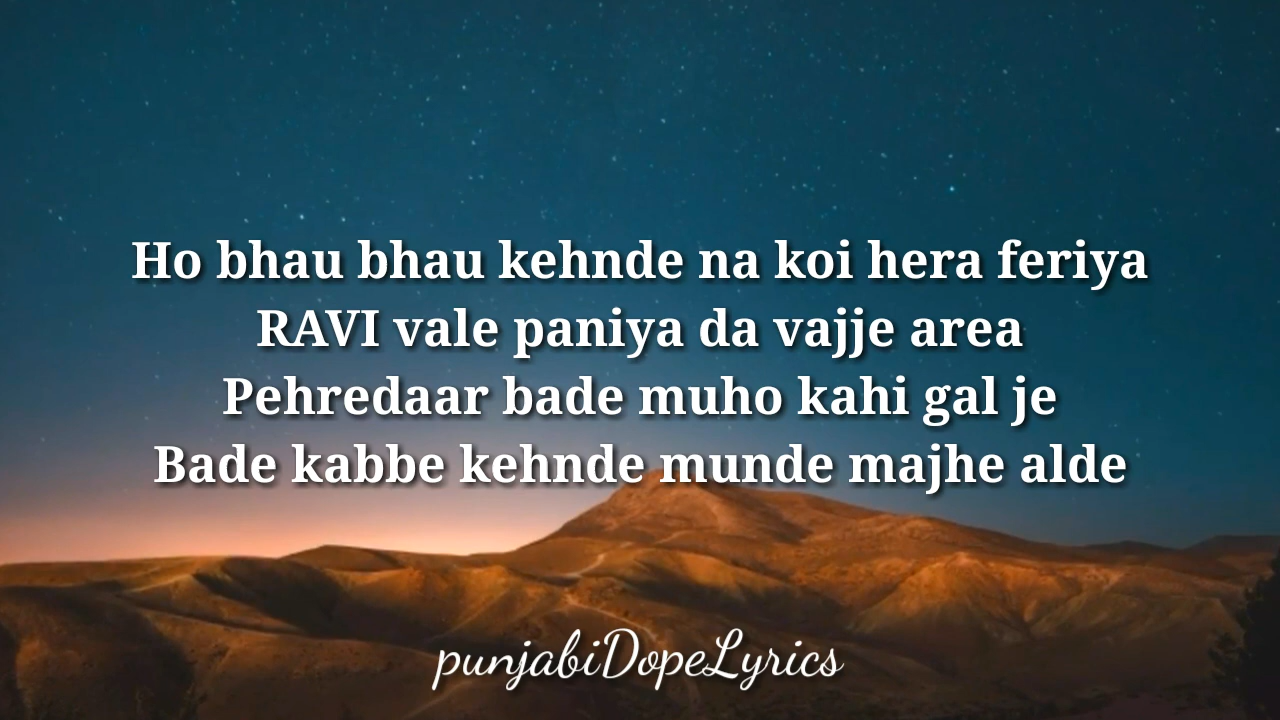 Ho bhau bhau kehnde na koi hera feriya
RAVI vale paniya da vajje area
Pehredaar bade muho kahi gal je
Bade kabbe kehnde munde majhe alde
punjabiDopeLyrics